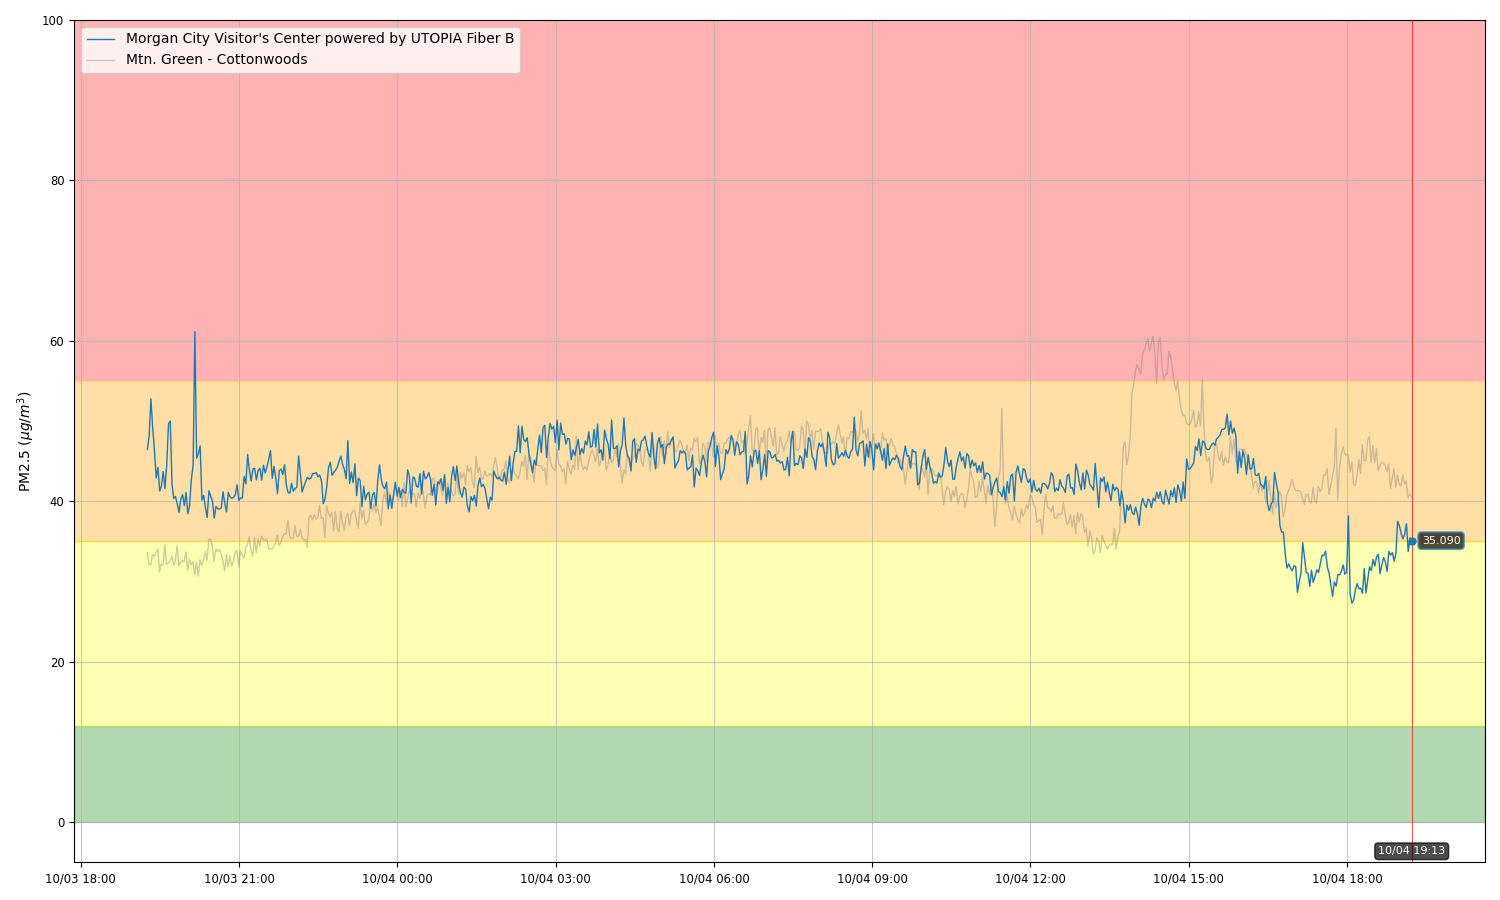 100
Morgan City Visitor's Center powered by UTOPIA Fiber B
Mtn. Green - Cottonwoods
80
60
PM2.5 (μg/m³)
40
35.090
20
0
10/04 19:13
10/03 18:00 10/03 21:00 10/04 00:00 10/04 03:00 10/04 06:00 10/04 09:00 10/04 12:00 10/04 15:00 10/04 18:00